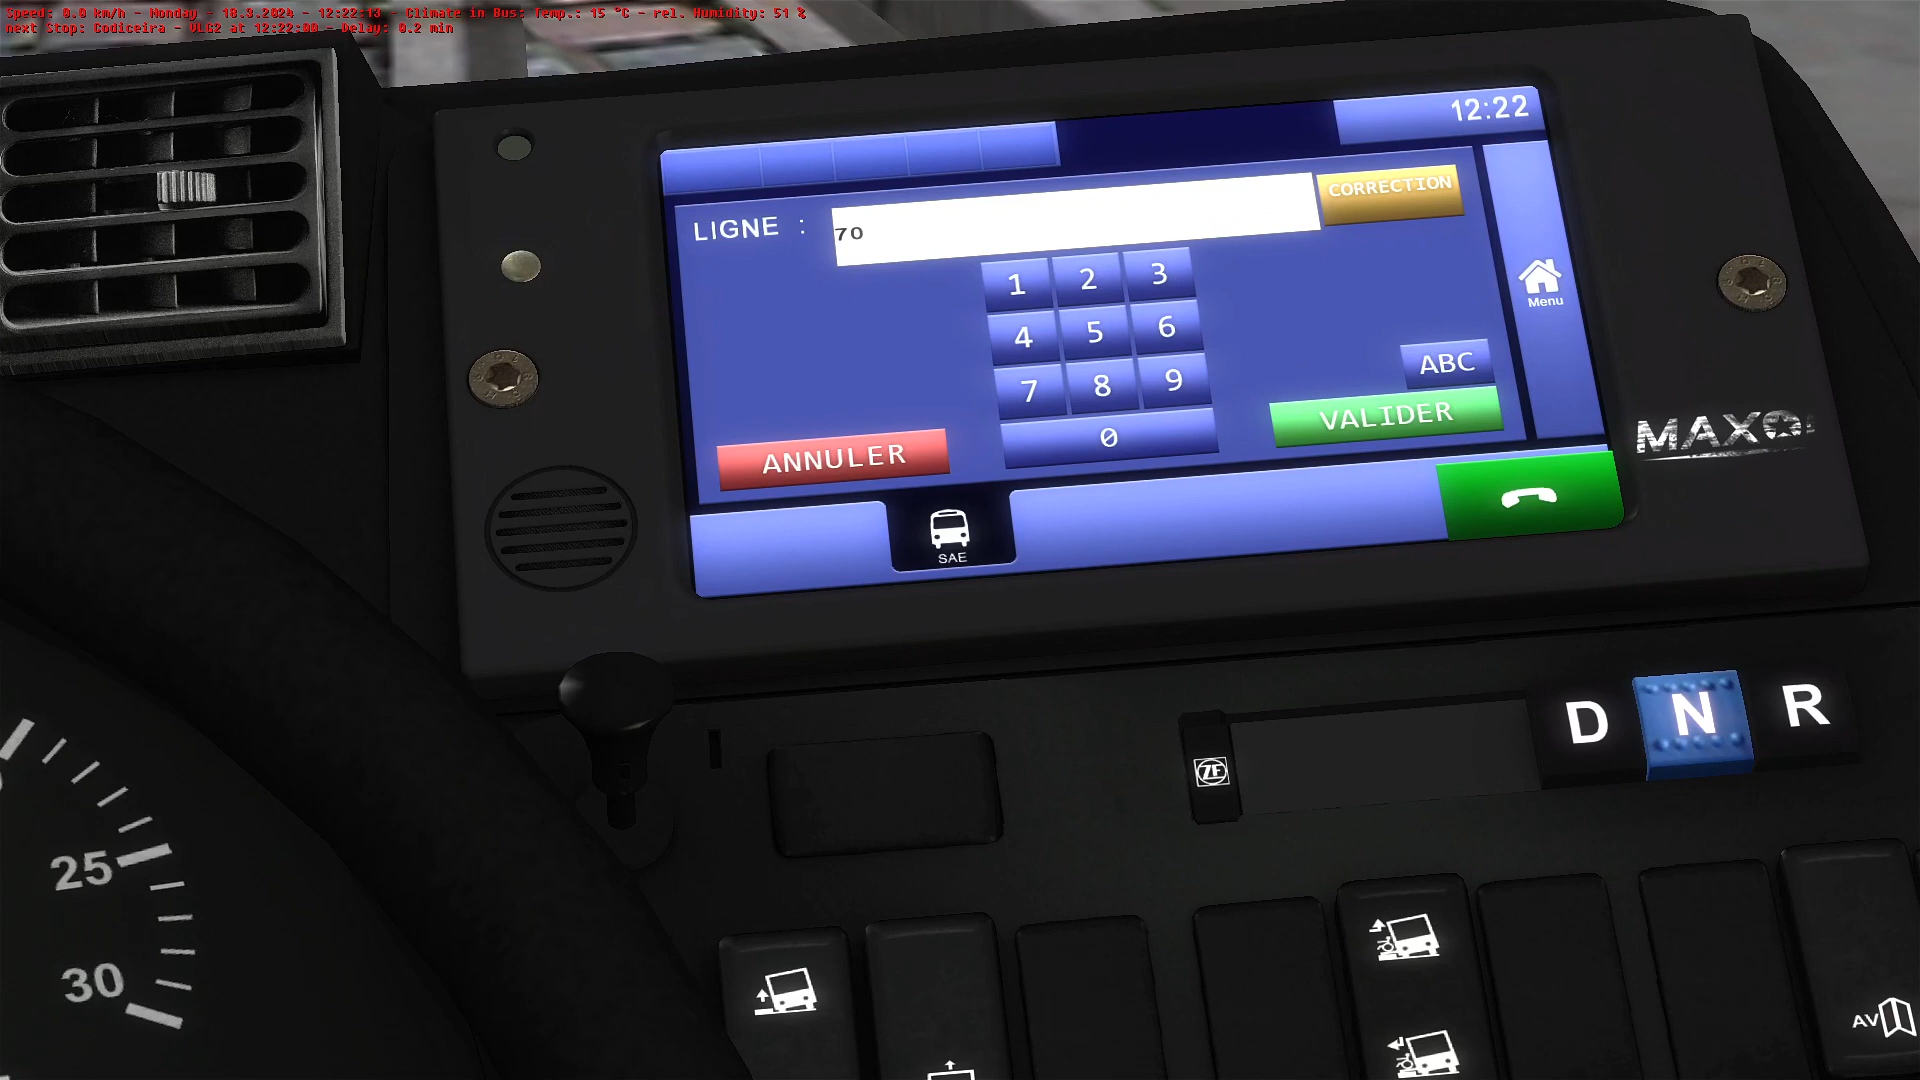 Speed: 0.0 km/h - Monday - 18.3.2024 - 12:22:13 - Climate in Bus: Temp.: 15 °C - rel. Humidity: 51 %
next Stop: Codiceira - VLG2 at 12:22:00 - Delay: 0.2 min
12:22
LIGNE : 70
CORRECTION
1 2 3
4 5 6
7 8 9
0
Menu
ABC
ANNULER
VALIDER
SAE
D N R
ZF
25
30
AV